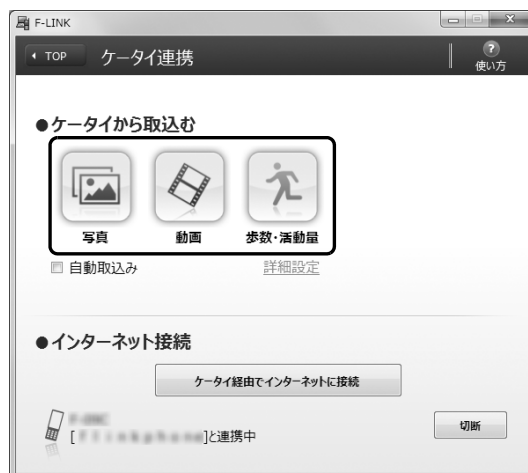 F-LINK
TOP ケータイ連携
?
使い方
●ケータイから取込む
写真 動画 歩数・活動量
自動取込み 詳細設定
●インターネット接続
ケータイ経由でインターネットに接続
[ ]と連携中
切断